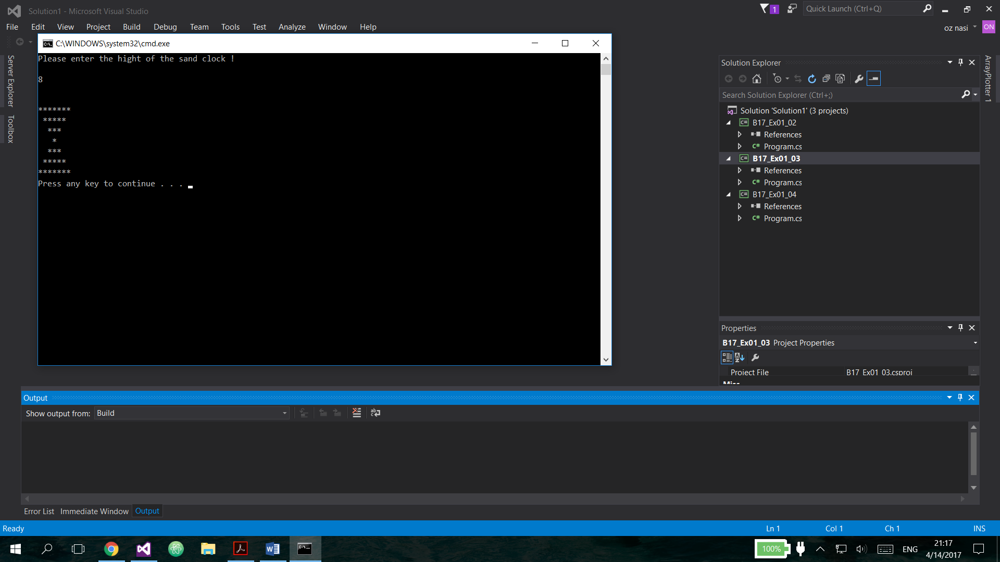 Solution1 - Microsoft Visual Studio
1
Quick Launch (Ctrl+Q)
File Edit View Project Build Debug Team Tools Test Analyze Window Help
oz nasi ON
C:\WINDOWS\system32\cmd.exe
Please enter the hight of the sand clock !
8
*******
 *****
  ***
   *
  ***
 *****
*******
Press any key to continue . . .
Server Explorer
Toolbox
Solution Explorer
Search Solution Explorer (Ctrl+;)
Solution 'Solution1' (3 projects)
C# B17_Ex01_02
References
C# Program.cs
C# B17_Ex01_03
References
C# Program.cs
C# B17_Ex01_04
References
C# Program.cs
ArrayPlotter 1
Properties
B17_Ex01_03 Project Properties
Project File B17_Ex01_03.csproj
Misc
Output
Show output from: Build
Error List Immediate Window Output
Ready Ln 1 Col 1 Ch 1 INS
100% ENG
21:17
4/14/2017